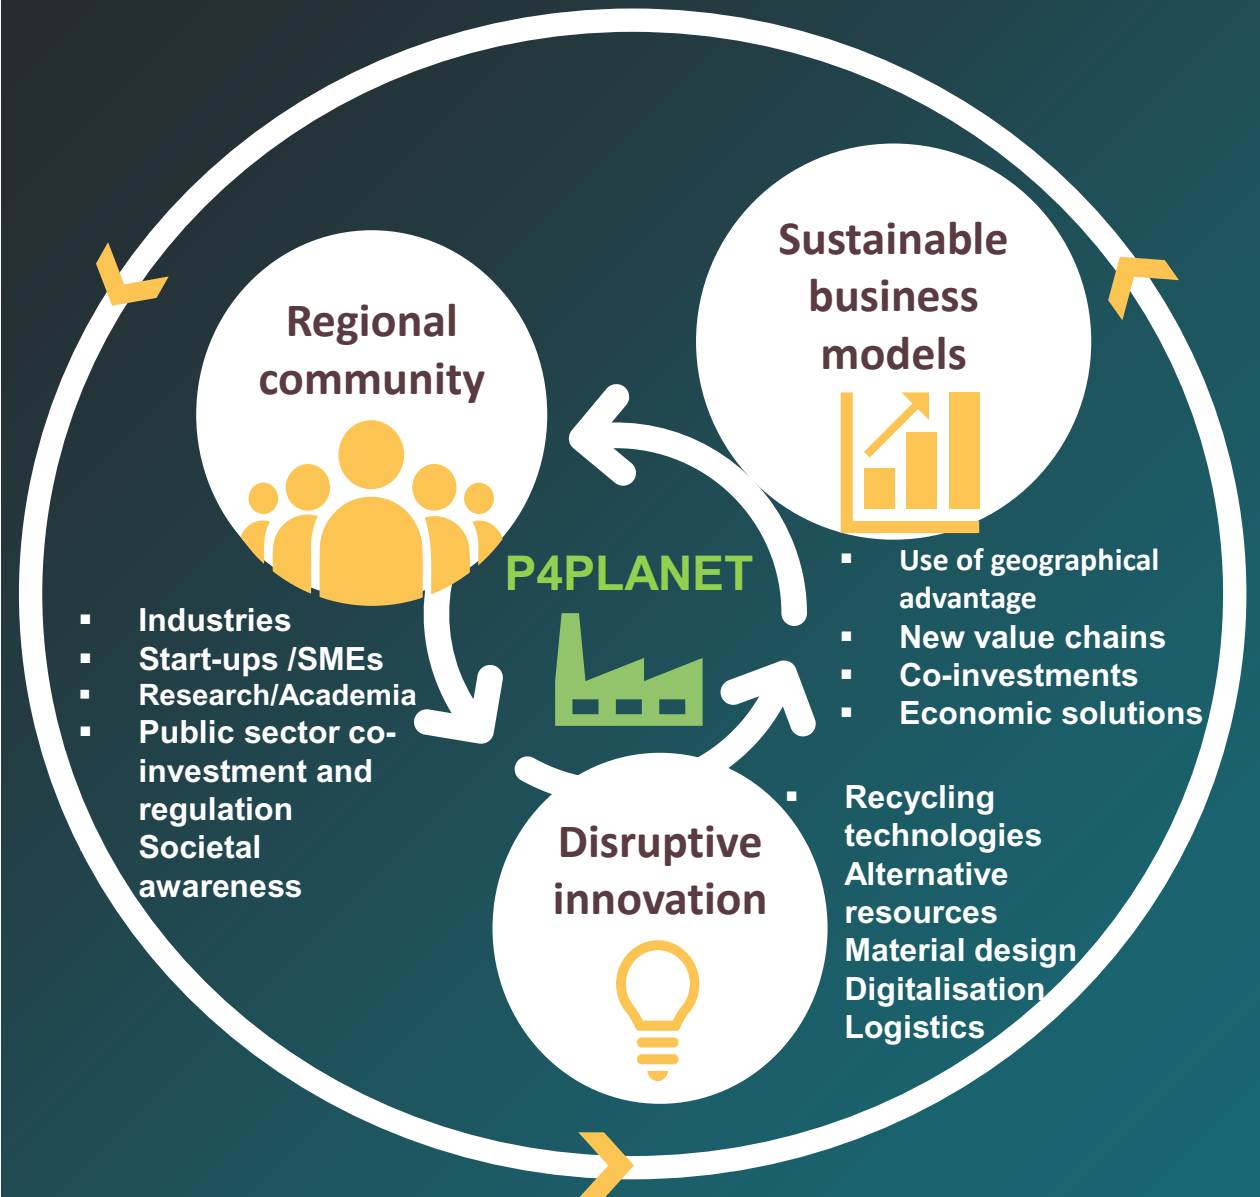 Sustainable
business
models
Regional
community
P4PLANET
▪ Use of geographical
advantage
▪ New value chains
▪ Co-investments
▪ Economic solutions
▪ Industries
▪ Start-ups /SMEs
▪ Research/Academia
▪ Public sector co-
investment and
regulation
Societal
awareness
Disruptive
innovation
▪ Recycling
technologies
Alternative
resources
Material design
Digitalisation
Logistics